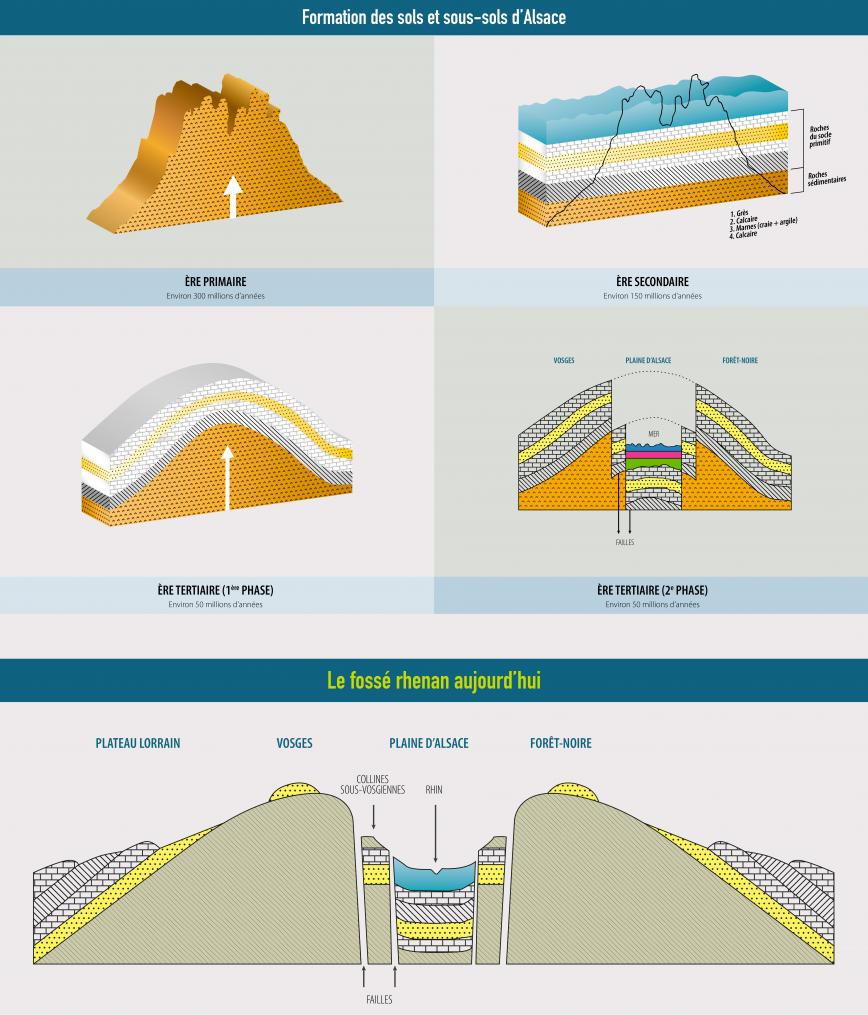 Formation des sols et sous-sols d'Alsace
Roches
du socle
primitif
Roches
sédimentaires
1. Grès
2. Calcaire
3. Marnes (craie + argile)
4. Calcaire
ÈRE PRIMAIRE
Environ 300 millions d'années
ÈRE SECONDAIRE
Environ 150 millions d'années
VOSGES
PLAINE D'ALSACE
FORÊT-NOIRE
MER
FAILLES
ÈRE TERTIAIRE (1ère PHASE)
Environ 50 millions d'années
ÈRE TERTIAIRE (2e PHASE)
Environ 50 millions d'années
Le fossé rhenan aujourd'hui
PLATEAU LORRAIN
VOSGES
PLAINE D'ALSACE
FORÊT-NOIRE
COLLINES
SOUS-VOSGIENNES
RHIN
FAILLES